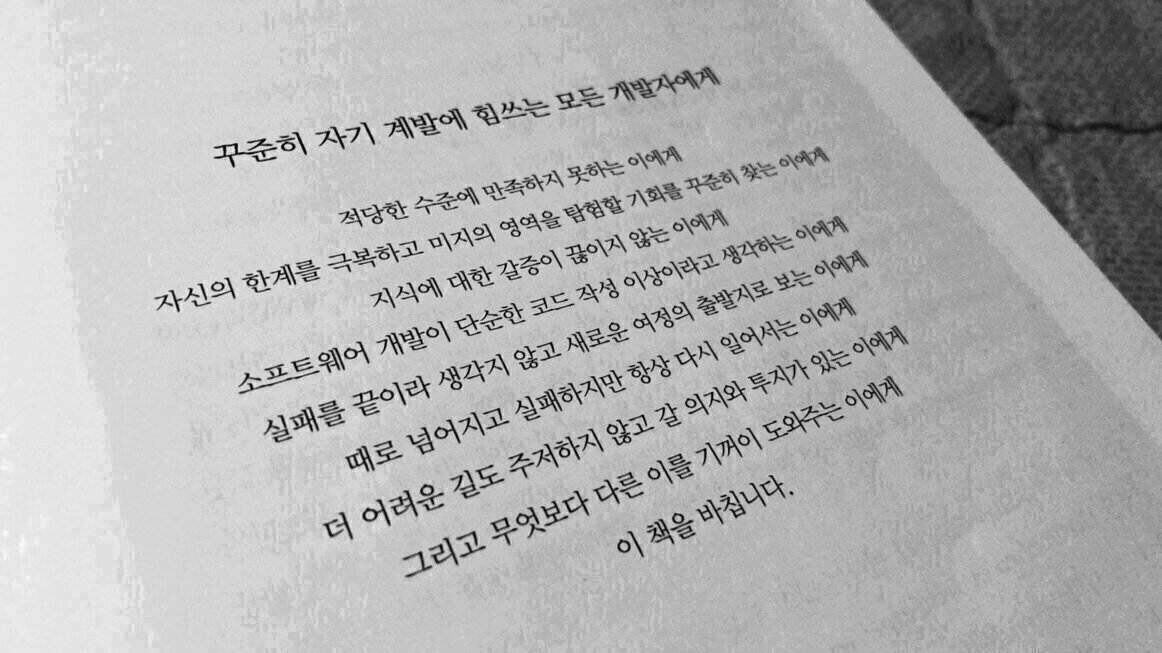 꾸준히 자기 계발에 힘쓰는 모든 개발자에게
적당한 수준에 만족하지 못하는 이에게
자신의 한계를 극복하고 미지의 영역을 탐험할 기회를 꾸준히 찾는 이에게
지식에 대한 갈증이 끊이지 않는 이에게
소프트웨어 개발이 단순한 코드 작성 이상이라고 생각하는 이에게
실패를 끝이라 생각지 않고 새로운 여정의 출발지로 보는 이에게
때로 넘어지고 실패하지만 항상 다시 일어서는 이에게
더 어려운 길도 주저하지 않고 갈 의지와 투지가 있는 이에게
그리고 무엇보다 다른 이를 기꺼이 도와주는 이에게
이 책을 바칩니다.